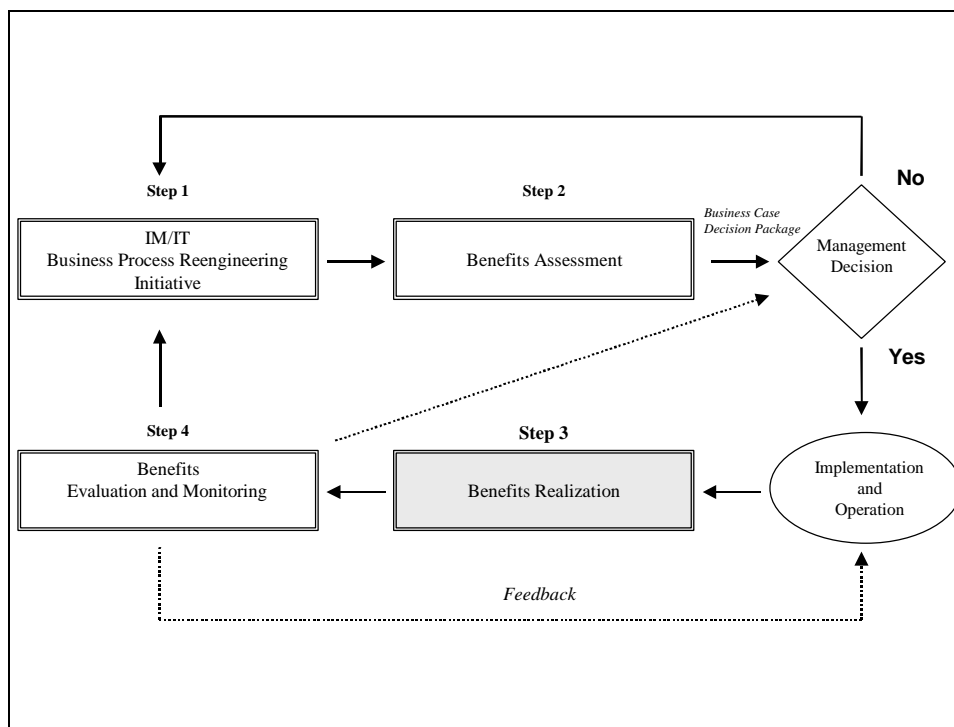 Step 1
IM/IT
Business Process Reengineering
Initiative
Step 2
Benefits Assessment
Business Case
Decision Package
No
Management
Decision
Yes
Step 4
Benefits
Evaluation and Monitoring
Step 3
Benefits Realization
Implementation
and
Operation
Feedback